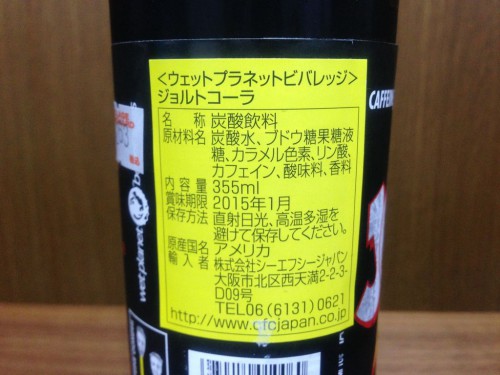 <ウェットプラネットビバレッジ>
ジョルトコーラ
名 称 炭酸飲料
原材料名 炭酸水、ブドウ糖果糖液
糖、カラメル色素、リン酸、
カフェイン、酸味料、香料
内 容 量 355ml
賞味期限 2015年1月
保存方法 直射日光、高温多湿を
避けて保存してください。
原産国名 アメリカ
輸 入 者 株式会社シーエフシージャパン
大阪市北区西天満2-2-3-
D09号
TEL06(6131)0621
http://www.cfcjapan.co.jp
CAFFEIN
wet planet